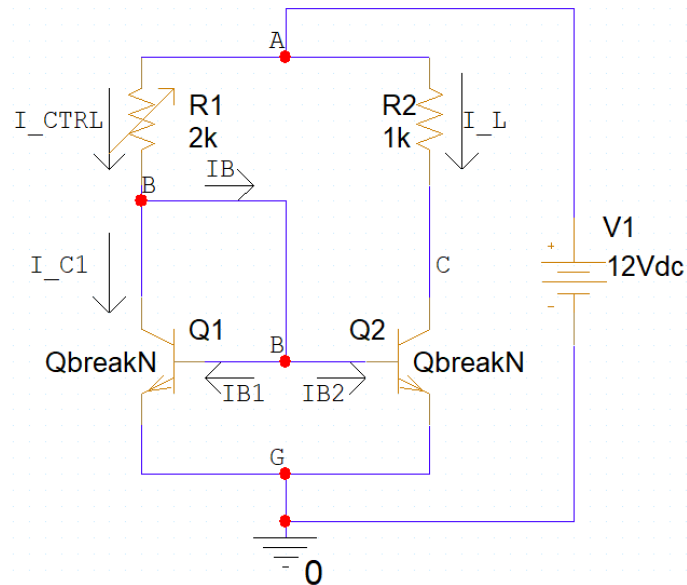 A
I_CTRL
R1
2k
R2
1k
I_L
B
IB
V1
+
12Vdc
-
I_C1
C
Q1
Q2
B
QbreakN
QbreakN
IB1
IB2
G
0